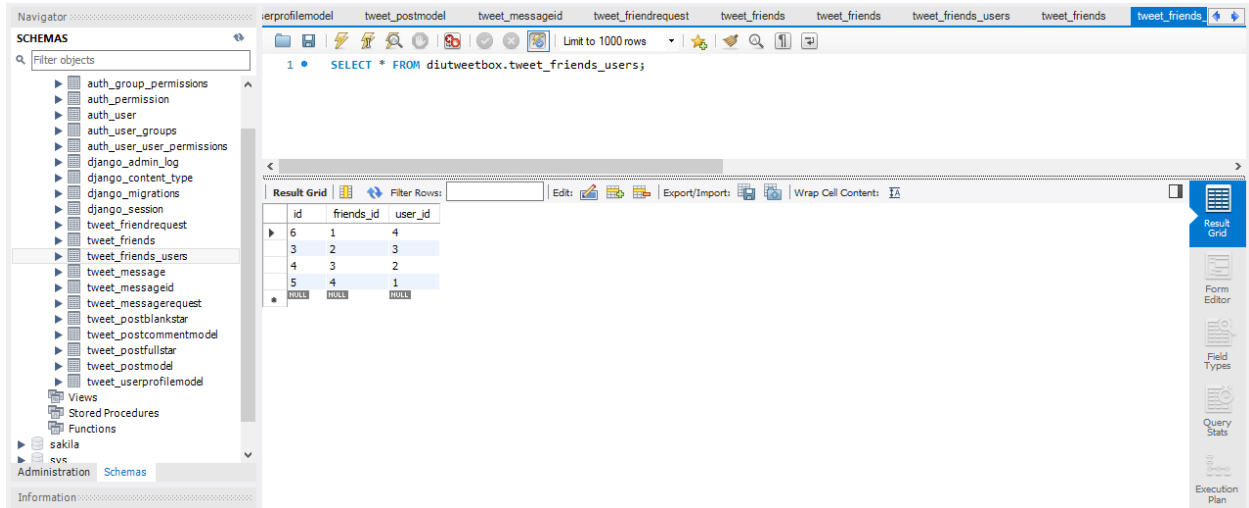 Navigator
SCHEMAS
Filter objects
auth_group_permissions
auth_permission
auth_user
auth_user_groups
auth_user_user_permissions
django_admin_log
django_content_type
django_migrations
django_session
tweet_friendrequest
tweet_friends
tweet_friends_users
tweet_message
tweet_messageid
tweet_messagerequest
tweet_postblankstar
tweet_postcommentmodel
tweet_postfullstar
tweet_postmodel
tweet_userprofilemodel
Views
Stored Procedures
Functions
sakila
sys
Administration Schemas
Information
serprofilemodel tweet_postmodel tweet_messageid tweet_friendrequest tweet_friends tweet_friends tweet_friends_users tweet_friends tweet_friends_
Limit to 1000 rows
1 SELECT * FROM diutweetbox.tweet_friends_users;
Result Grid Filter Rows: Edit: Export/Import: Wrap Cell Content:
id friends_id user_id
6 1 4
3 2 3
4 3 2
5 4 1
NULL NULL NULL
Result
Grid
Form
Editor
Field
Types
Query
Stats
Execution
Plan